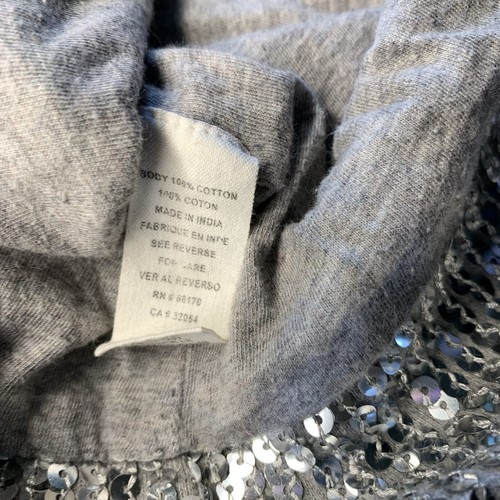 BODY 100% COTTON
100% COTON
MADE IN INDIA
FABRIQUE EN INDE
SEE REVERSE
FOR CARE
VER AL REVERSO
RN # 66170
CA # 32054